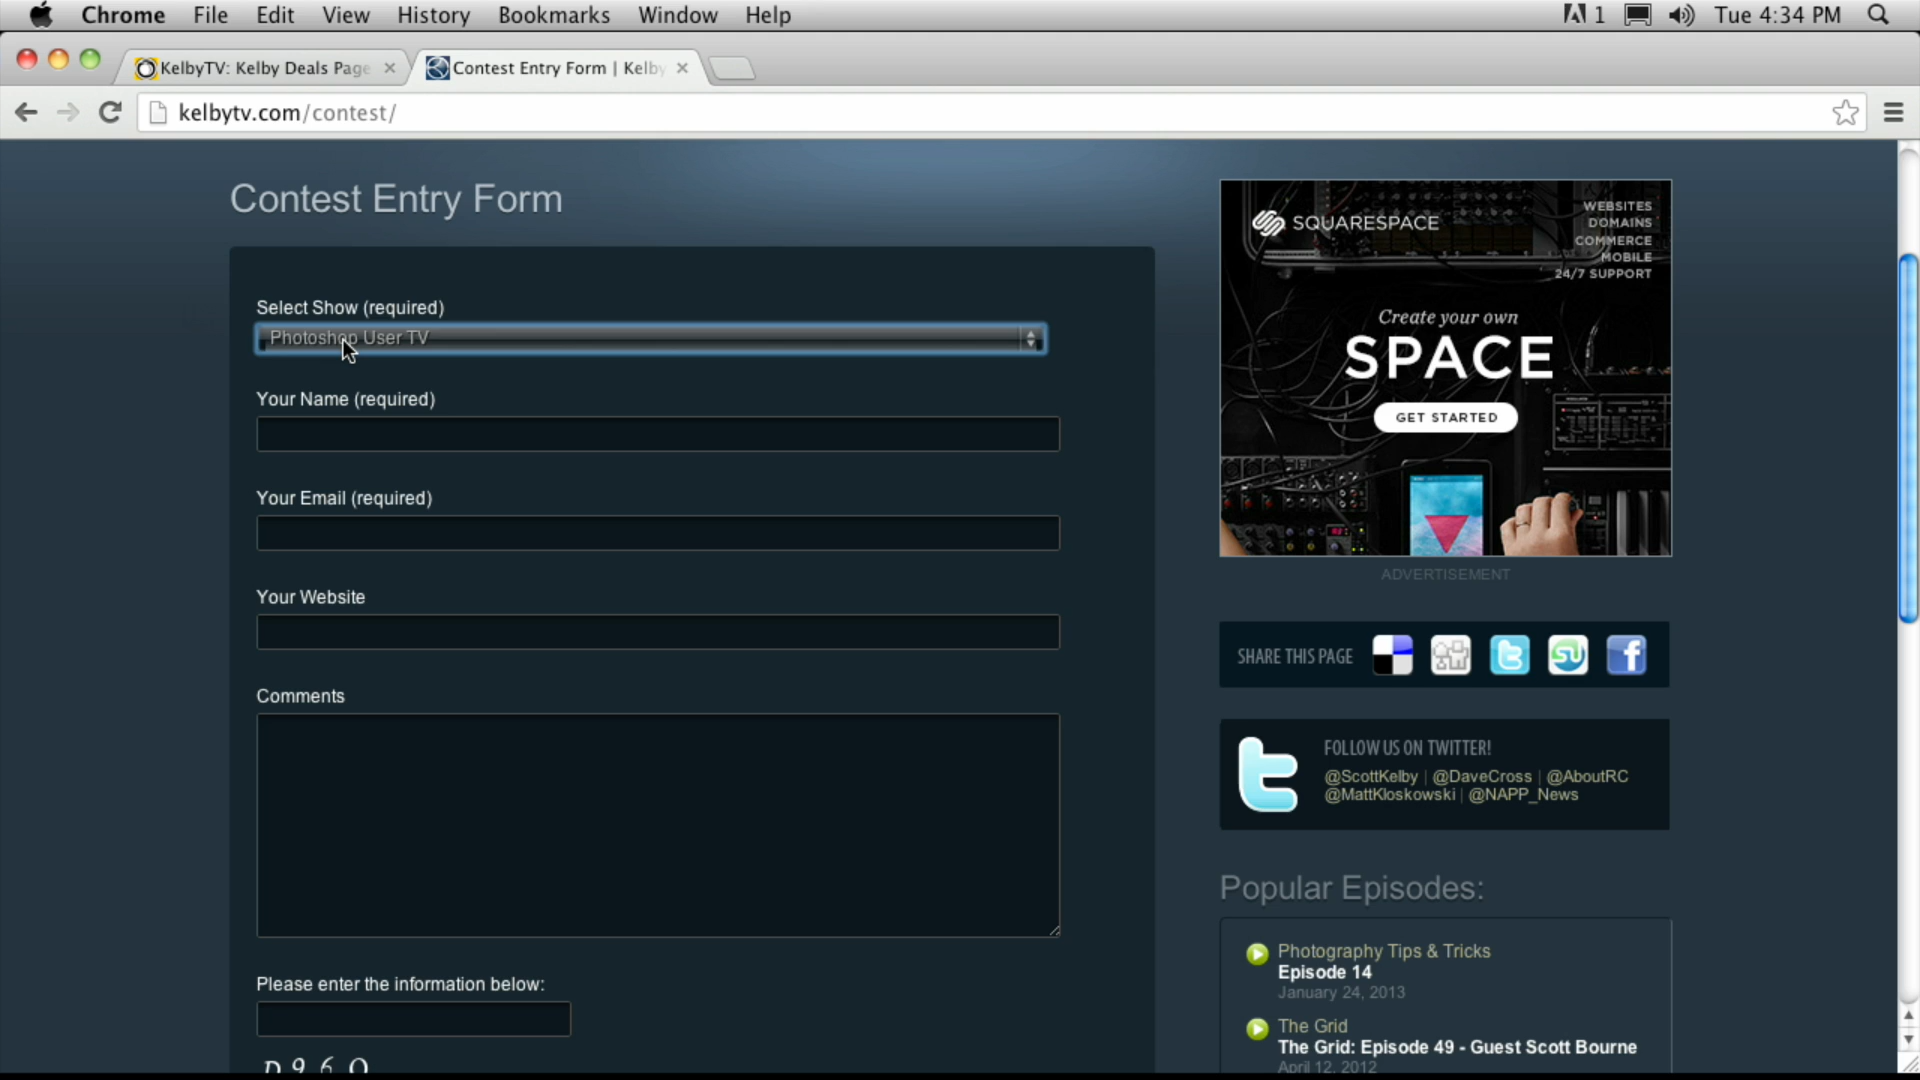 Chrome File Edit View History Bookmarks Window Help 1 Tue 4:34 PM
KelbyTV: Kelby Deals Page Contest Entry Form | Kelby
kelbytv.com/contest/
Contest Entry Form
Select Show (required)
Photoshop User TV
Your Name (required)
Your Email (required)
Your Website
Comments
Please enter the information below:
SQUARESPACE
WEBSITES
DOMAINS
COMMERCE
MOBILE
24/7 SUPPORT
Create your own
SPACE
GET STARTED
ADVERTISEMENT
SHARE THIS PAGE
FOLLOW US ON TWITTER!
@ScottKelby | @DaveCross | @AboutRC
@MattKloskowski | @NAPP_News
Popular Episodes:
Photography Tips & Tricks
Episode 14
January 24, 2013
The Grid
The Grid: Episode 49 - Guest Scott Bourne
April 12, 2012